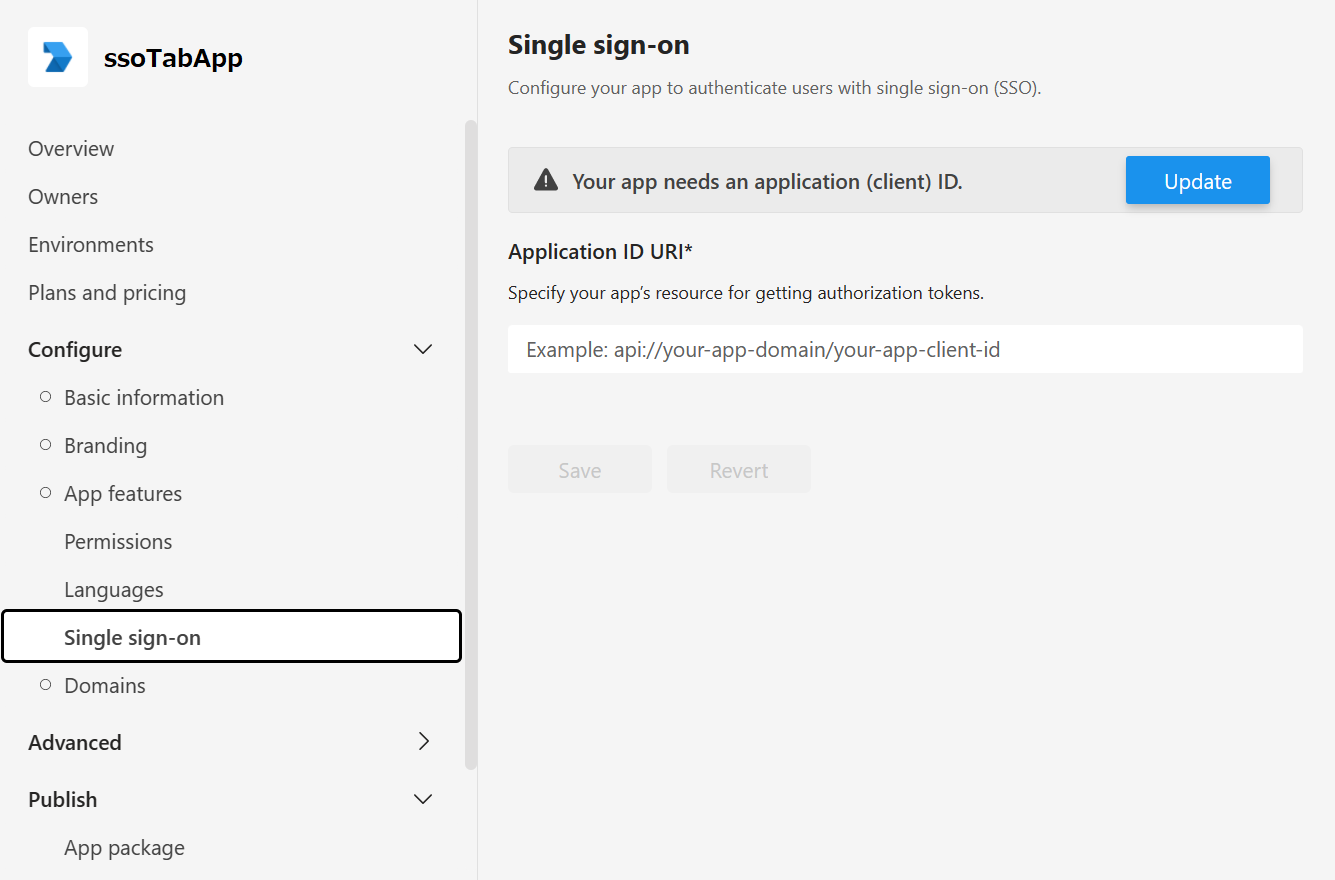 ssoTabApp
Overview
Owners
Environments
Plans and pricing
Configure
Basic information
Branding
App features
Permissions
Languages
Single sign-on
Domains
Advanced
Publish
App package
Single sign-on
Configure your app to authenticate users with single sign-on (SSO).
Your app needs an application (client) ID.
Update
Application ID URI*
Specify your app’s resource for getting authorization tokens.
Example: api://your-app-domain/your-app-client-id
Save
Revert